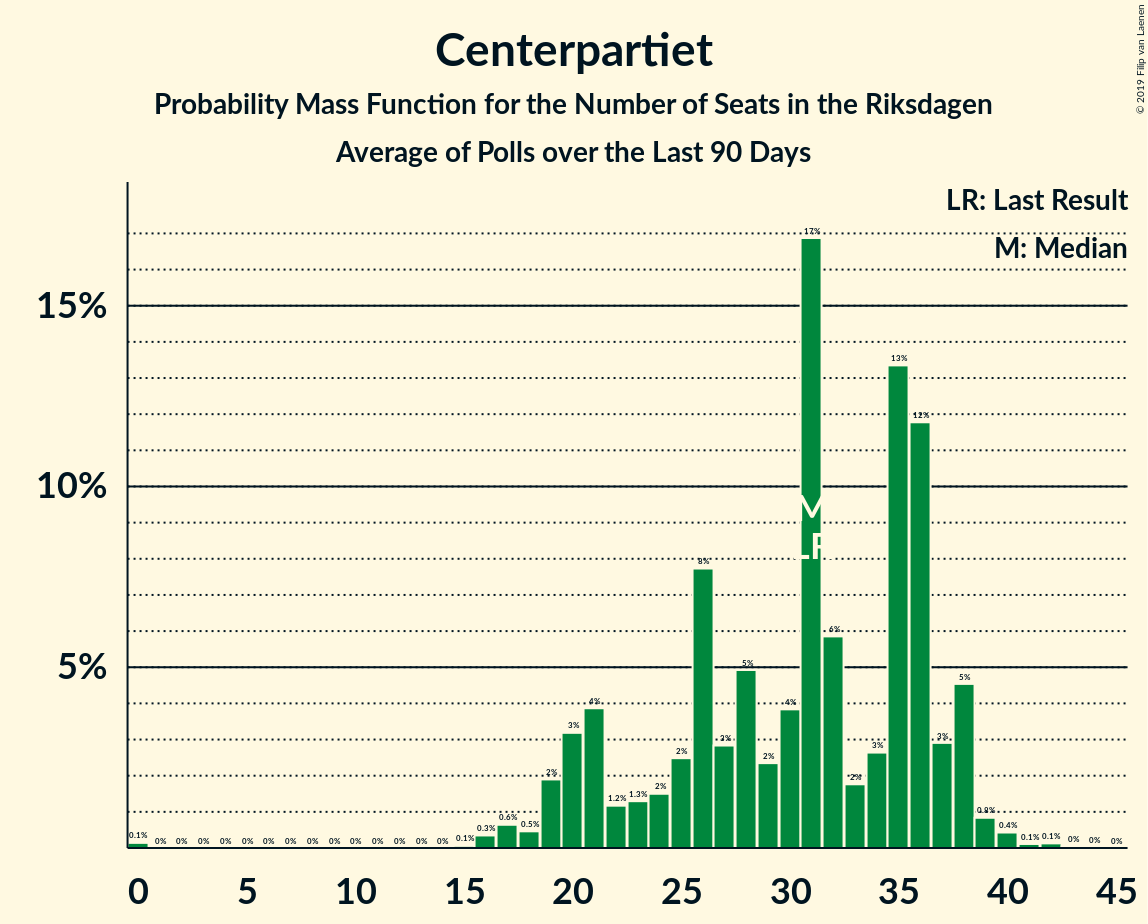 Centerpartiet
Probability Mass Function for the Number of Seats in the Riksdagen
Average of Polls over the Last 90 Days
© 2019 Filip van Laenen
LR: Last Result
M: Median
15%
10%
5%
0.1% 0% 0% 0% 0% 0% 0% 0% 0% 0% 0% 0% 0% 0% 0% 0.1% 0.3% 0.6% 0.5% 2% 3% 4% 1.2% 1.3% 2% 2% 8% 3% 5% 2% 4% 17% 6% 2% 3% 13% 12% 3% 5% 0.8% 0.4% 0.1% 0.1% 0% 0% 0%
M
LR
0 5 10 15 20 25 30 35 40 45